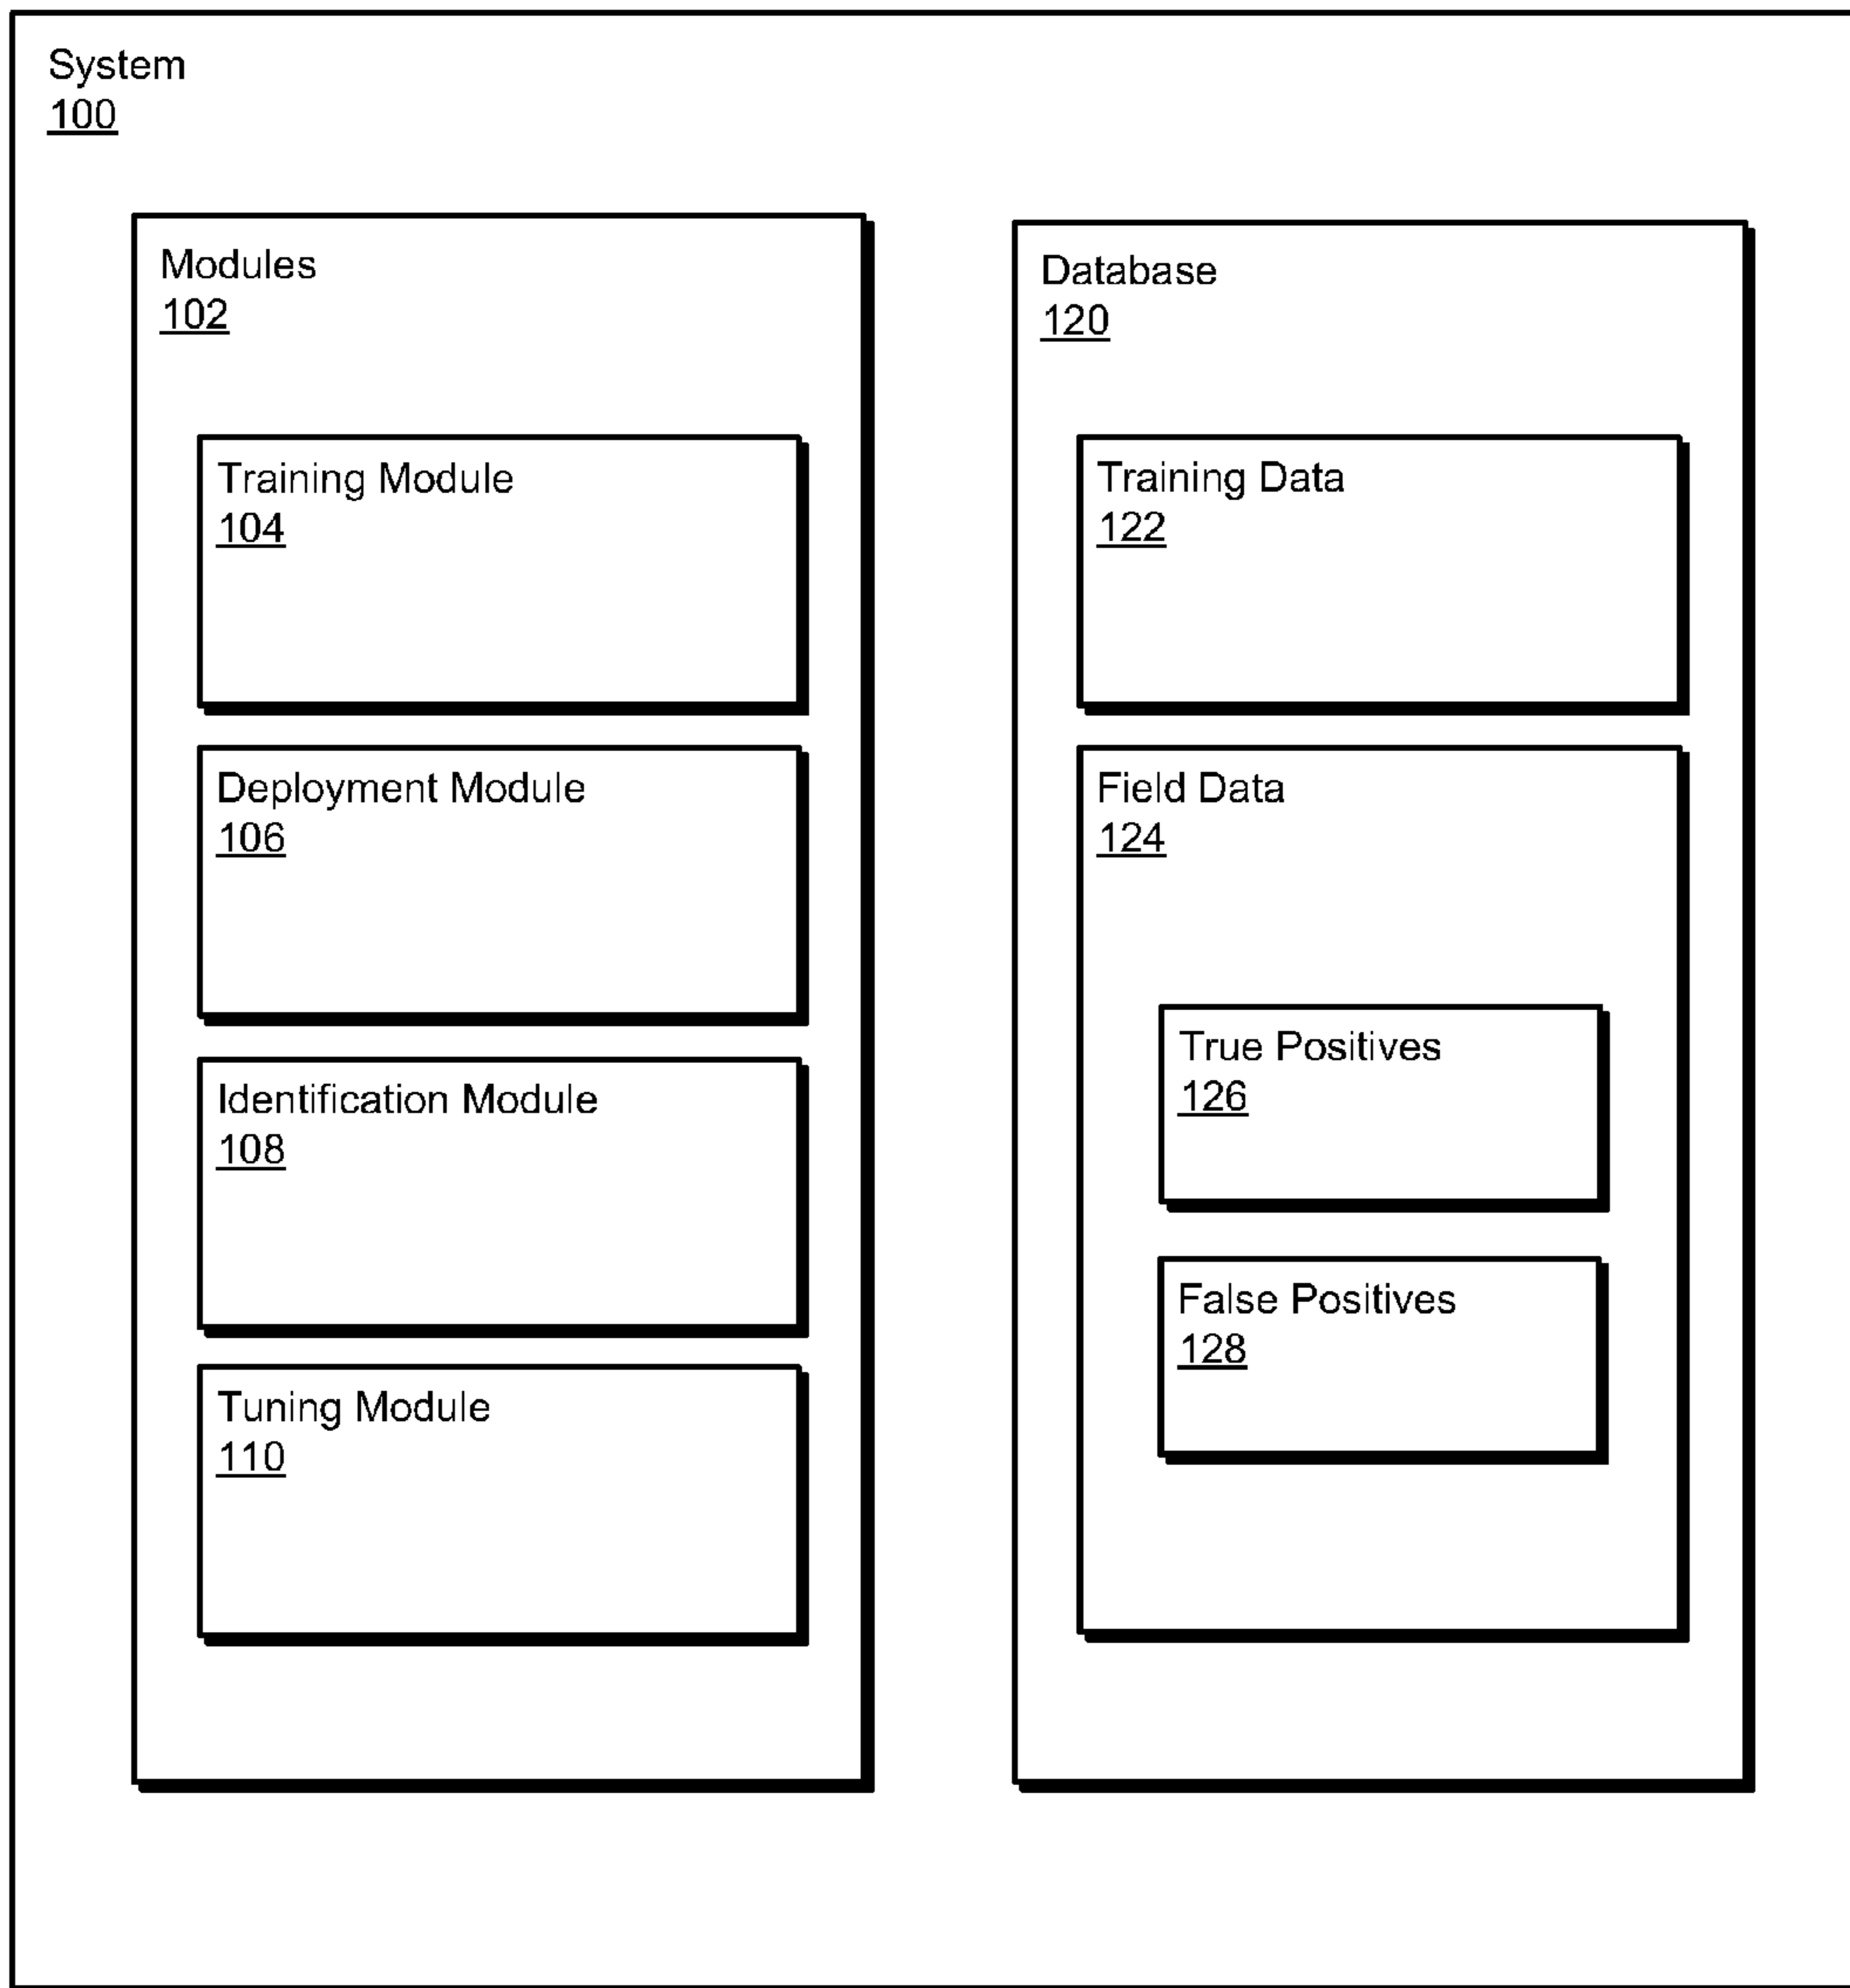 System
100
Modules
102
Training Module
104
Deployment Module
106
Identification Module
108
Tuning Module
110
Database
120
Training Data
122
Field Data
124
True Positives
126
False Positives
128